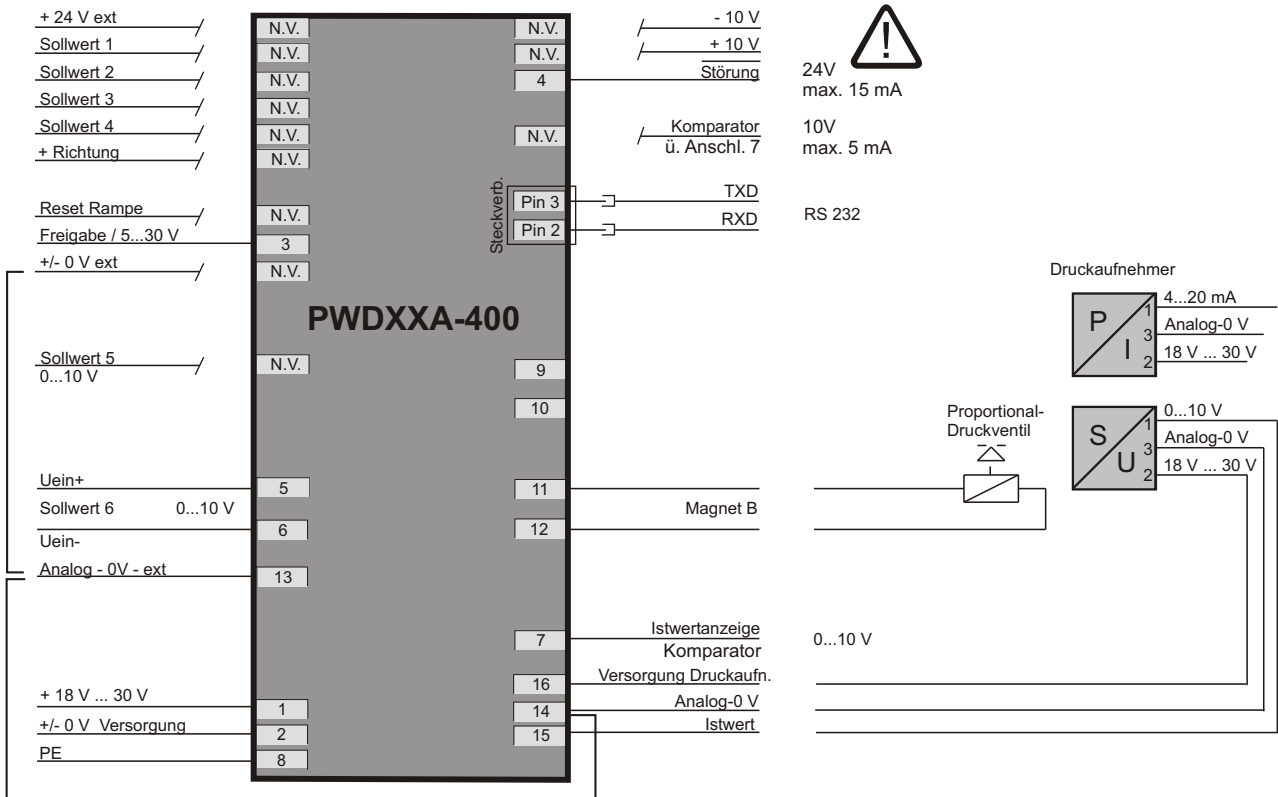 + 24 V ext
N.V.
Sollwert 1
N.V.
Sollwert 2
N.V.
Sollwert 3
N.V.
Sollwert 4
N.V.
+ Richtung
N.V.
Reset Rampe
N.V.
Freigabe / 5...30 V
3
+/- 0 V ext
N.V.
Sollwert 5
0...10 V
N.V.
Uein+
5
Sollwert 6 0...10 V
6
Uein-
Analog - 0V - ext
13
+ 18 V ... 30 V
1
+/- 0 V Versorgung
2
PE
8
PWDXXA-400
N.V.
- 10 V
N.V.
+ 10 V
4
Störung
24V
max. 15 mA
!
N.V.
Komparator
ü. Anschl. 7
10V
max. 5 mA
Steckverb.
Pin 3
TXD
Pin 2
RXD
RS 232
9
10
11
Magnet B
12
Proportional-
Druckventil
7
Istwertanzeige
Komparator
0...10 V
16
Versorgung Druckaufn.
14
Analog-0 V
15
Istwert
Druckaufnehmer
P
I
1
4...20 mA
3
Analog-0 V
2
18 V ... 30 V
S
U
1
0...10 V
3
Analog-0 V
2
18 V ... 30 V